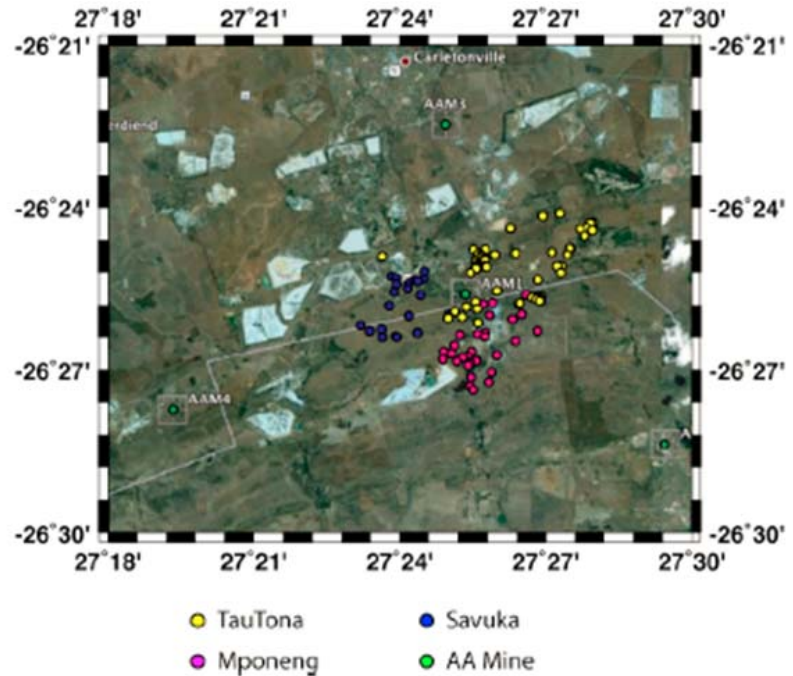 27°18' 27°21' 27°24' 27°27' 27°30'
-26°21' -26°21'
Carletonville
AAM3
erdiend
-26°24' -26°24'
AAM1
-26°27' -26°27'
AAM4
A
-26°30' -26°30'
27°18' 27°21' 27°24' 27°27' 27°30'
TauTona Savuka
Mponeng AA Mine